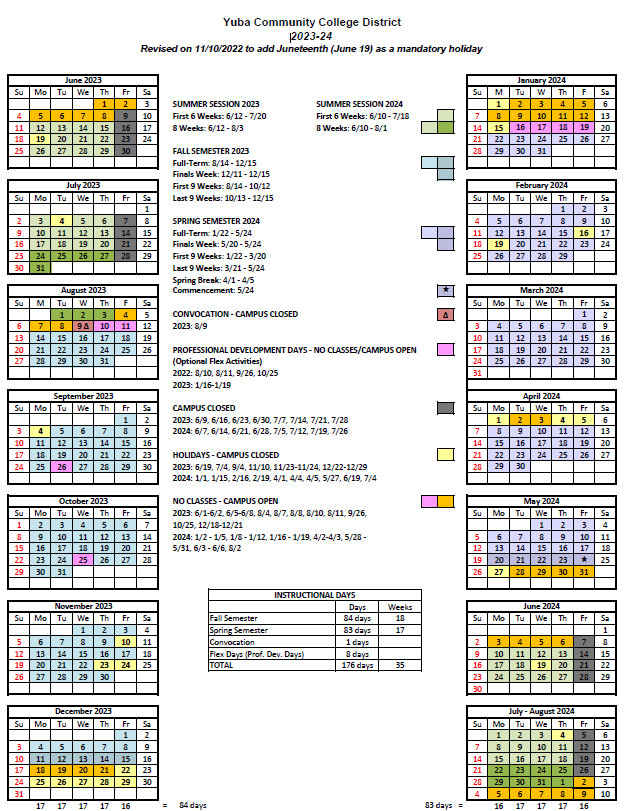 Yuba Community College District
2023-24
Revised on 11/10/2022 to add Juneteenth (June 19) as a mandatory holiday
June 2023
Su Mo Tu We Th Fr Sa
1 2 3
4 5 6 7 8 9 10
11 12 13 14 15 16 17
18 19 20 21 22 23 24
25 26 27 28 29 30
July 2023
Su Mo Tu We Th Fr Sa
1
2 3 4 5 6 7 8
9 10 11 12 13 14 15
16 17 18 19 20 21 22
23 24 25 26 27 28 29
30 31
August 2023
Su M Tu W Th F Sa
1 2 3 4 5
6 7 8 9 Δ 10 11 12
13 14 15 16 17 18 19
20 21 22 23 24 25 26
27 28 29 30 31
September 2023
Su Mo Tu We Th Fr Sa
1 2
3 4 5 6 7 8 9
10 11 12 13 14 15 16
17 18 19 20 21 22 23
24 25 26 27 28 29 30
October 2023
Su Mo Tu We Th Fr Sa
1 2 3 4 5 6 7
8 9 10 11 12 13 14
15 16 17 18 19 20 21
22 23 24 25 26 27 28
29 30 31
November 2023
Su Mo Tu We Th Fr Sa
1 2 3 4
5 6 7 8 9 10 11
12 13 14 15 16 17 18
19 20 21 22 23 24 25
26 27 28 29 30
December 2023
Su Mo Tu We Th Fr Sa
1 2
3 4 5 6 7 8 9
10 11 12 13 14 15 16
17 18 19 20 21 22 23
24 25 26 27 28 29 30
31
17 17 17 17 16 = 84 days
SUMMER SESSION 2023
First 6 Weeks: 6/12 - 7/20
8 Weeks: 6/12 - 8/3
SUMMER SESSION 2024
First 6 Weeks: 6/10 - 7/18
8 Weeks: 6/10 - 8/1
FALL SEMESTER 2023
Full-Term: 8/14 - 12/15
Finals Week: 12/11 - 12/15
First 9 Weeks: 8/14 - 10/12
Last 9 Weeks: 10/13 - 12/15
SPRING SEMESTER 2024
Full-Term: 1/22 - 5/24
Finals Week: 5/20 - 5/24
First 9 Weeks: 1/22 - 3/20
Last 9 Weeks: 3/21 - 5/24
Spring Break: 4/1 - 4/5
Commencement: 5/24 ★
CONVOCATION - CAMPUS CLOSED Δ
2023: 8/9
PROFESSIONAL DEVELOPMENT DAYS - NO CLASSES/CAMPUS OPEN
(Optional Flex Activities)
2022: 8/10, 8/11, 9/26, 10/25
2023: 1/16-1/19
CAMPUS CLOSED
2023: 6/9, 6/16, 6/23, 6/30, 7/7, 7/14, 7/21, 7/28
2024: 6/7, 6/14, 6/21, 6/28, 7/5, 7/12, 7/19, 7/26
HOLIDAYS - CAMPUS CLOSED
2023: 6/19, 7/4, 9/4, 11/10, 11/23-11/24, 12/22-12/29
2024: 1/1, 1/15, 2/16, 2/19, 4/1, 4/4, 4/5, 5/27, 6/19, 7/4
NO CLASSES - CAMPUS OPEN
2023: 6/1-6/2, 6/5-6/8, 8/4, 8/7, 8/8, 8/10, 8/11, 9/26,
10/25, 12/18-12/21
2024: 1/2 - 1/5, 1/8 - 1/12, 1/16 - 1/19, 4/2-4/3, 5/28 -
5/31, 6/3 - 6/6, 8/2
INSTRUCTIONAL DAYS
Days Weeks
Fall Semester 84 days 18
Spring Semester 83 days 17
Convocation 1 day
Flex Days (Prof. Dev. Days) 8 days
TOTAL 176 days 35
January 2024
Su M Tu W Th F Sa
1 2 3 4 5 6
7 8 9 10 11 12 13
14 15 16 17 18 19 20
21 22 23 24 25 26 27
28 29 30 31
February 2024
Su Mo Tu We Th Fr Sa
1 2 3
4 5 6 7 8 9 10
11 12 13 14 15 16 17
18 19 20 21 22 23 24
25 26 27 28 29
March 2024
Su Mo Tu We Th Fr Sa
1 2
3 4 5 6 7 8 9
10 11 12 13 14 15 16
17 18 19 20 21 22 23
24 25 26 27 28 29 30
31
April 2024
Su Mo Tu We Th Fr Sa
1 2 3 4 5 6
7 8 9 10 11 12 13
14 15 16 17 18 19 20
21 22 23 24 25 26 27
28 29 30
May 2024
Su Mo Tu We Th Fr Sa
1 2 3 4
5 6 7 8 9 10 11
12 13 14 15 16 17 18
19 20 21 22 23 ★ 25
26 27 28 29 30 31
June 2024
Su Mo Tu We Th Fr Sa
1
2 3 4 5 6 7 8
9 10 11 12 13 14 15
16 17 18 19 20 21 22
23 24 25 26 27 28 29
30
July - August 2024
Su Mo Tu We Th Fr Sa
1 2 3 4 5 6
7 8 9 10 11 12 13
14 15 16 17 18 19 20
21 22 23 24 25 26 27
28 29 30 31 1 2 3
4 5 6 7 8 9 10
83 days = 16 17 17 17 16